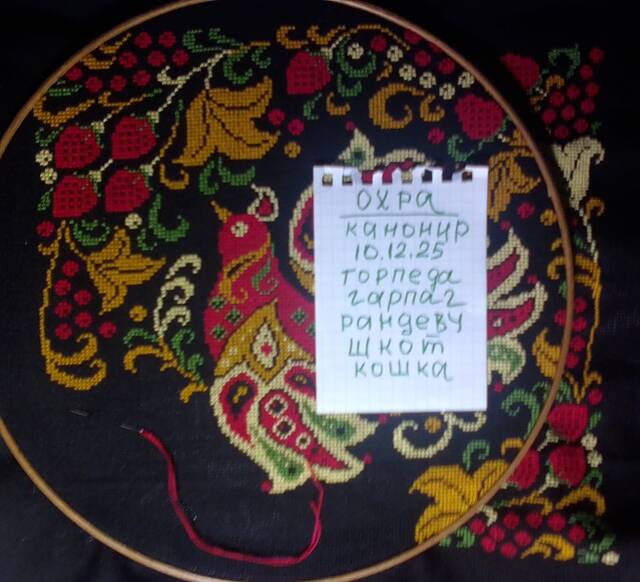 ОХРА
канонир
10.12.25
торпеда
гарпаг
рандеву
шкот
кошка